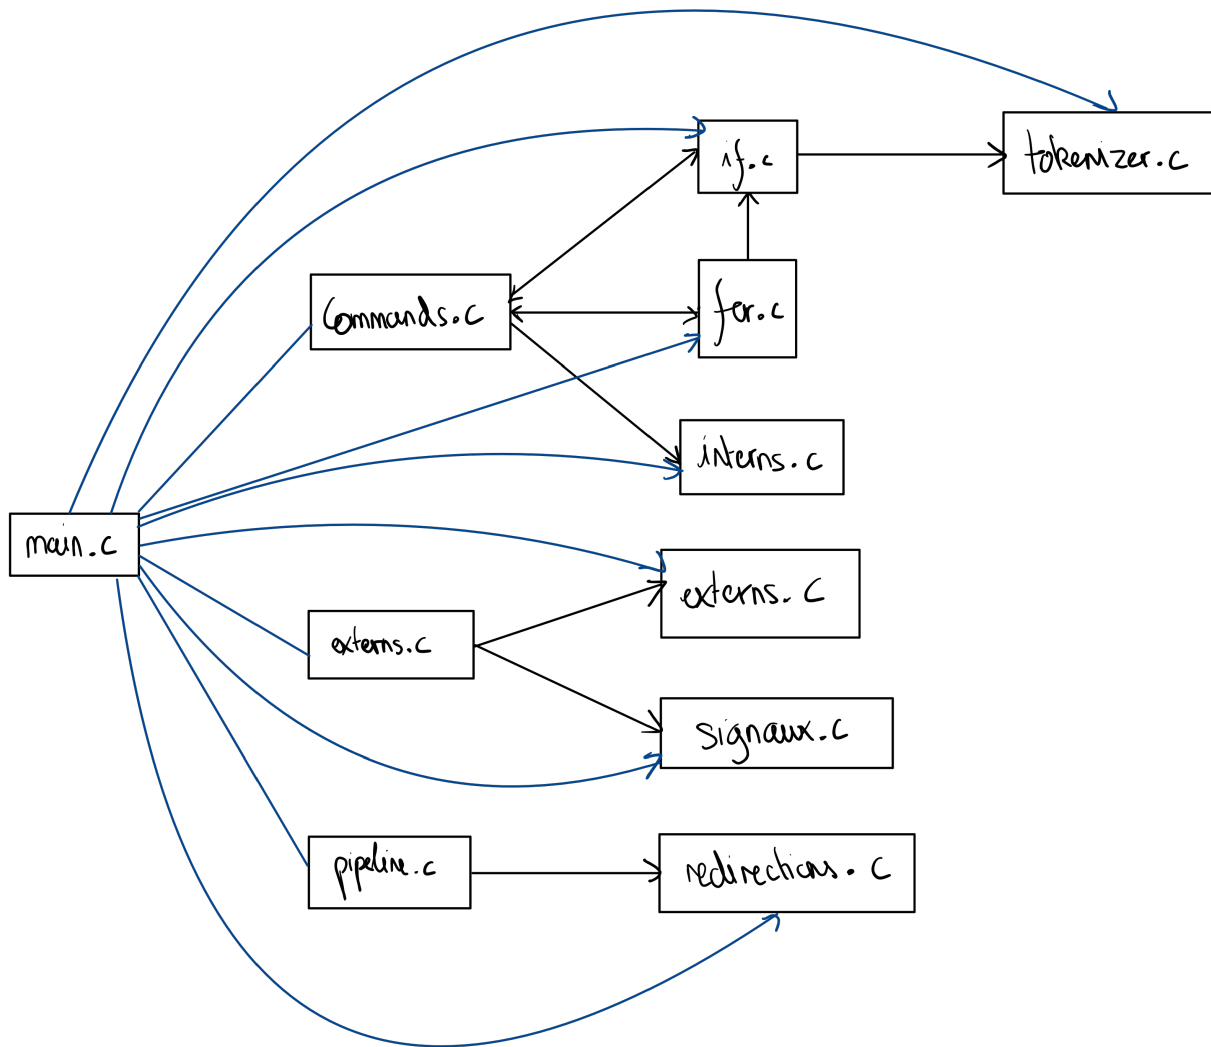 tokenizer.c
if.c
Commands.c
for.c
interns.c
main.c
externs.c
externs.c
signaux.c
pipeline.c
redirections.c